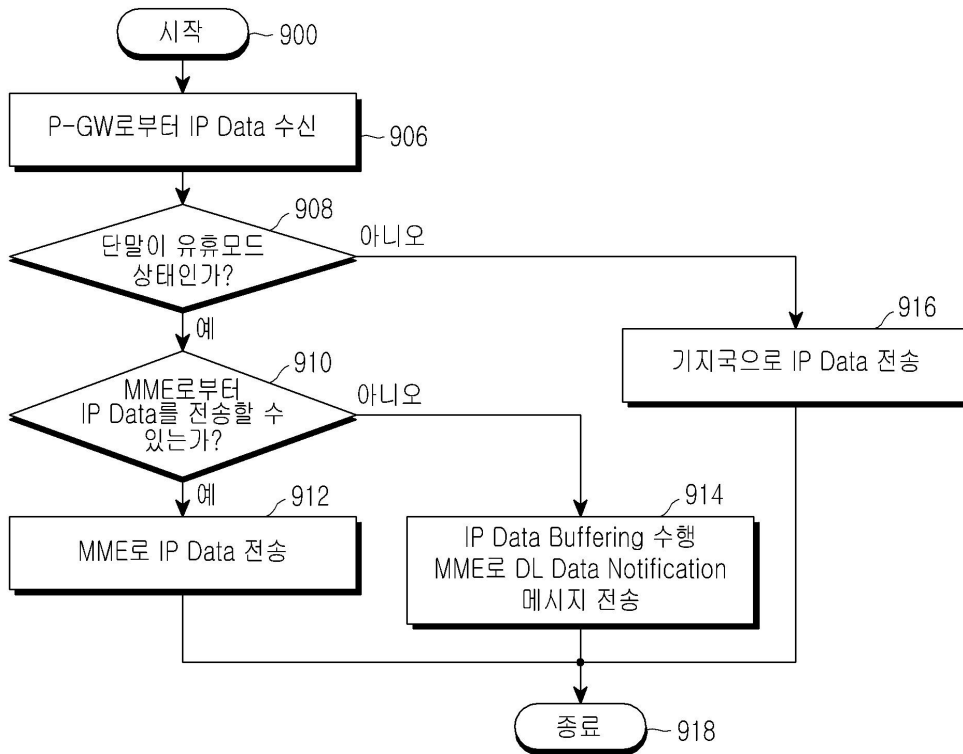 시작
900
P-GW로부터 IP Data 수신
906
908
단말이 유휴모드
상태인가?
아니오
예
916
기지국으로 IP Data 전송
910
MME로부터
IP Data를 전송할 수
있는가?
아니오
예
912
MME로 IP Data 전송
914
IP Data Buffering 수행
MME로 DL Data Notification
메시지 전송
종료
918